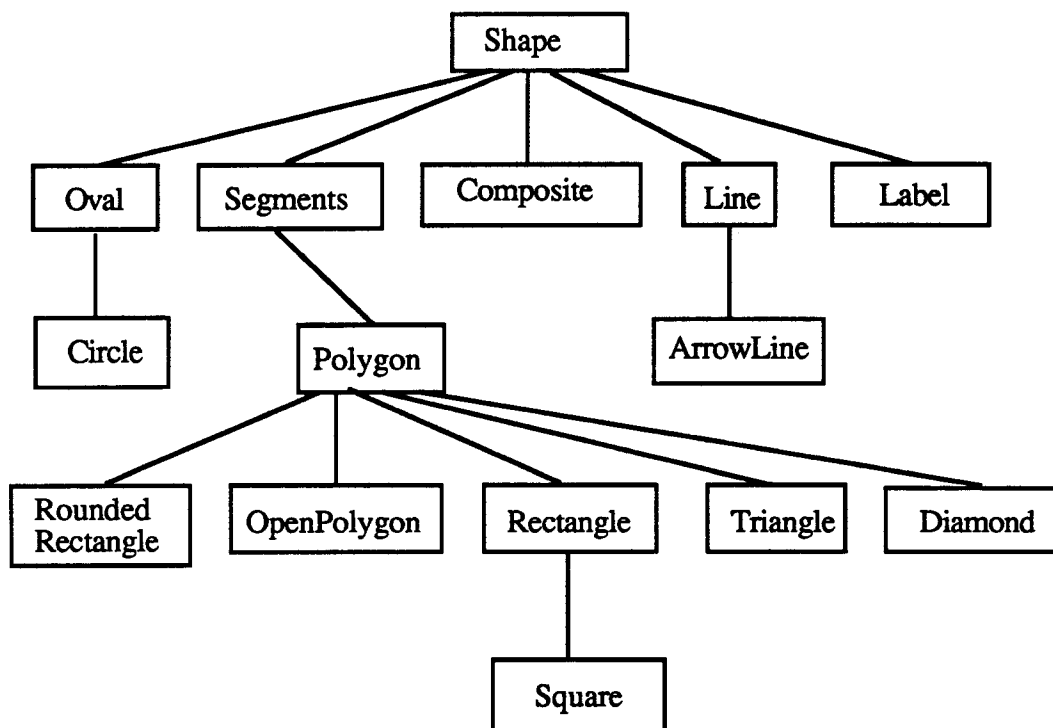 Shape
Oval
Segments
Composite
Line
Label
Circle
Polygon
ArrowLine
Rounded
Rectangle
OpenPolygon
Rectangle
Triangle
Diamond
Square